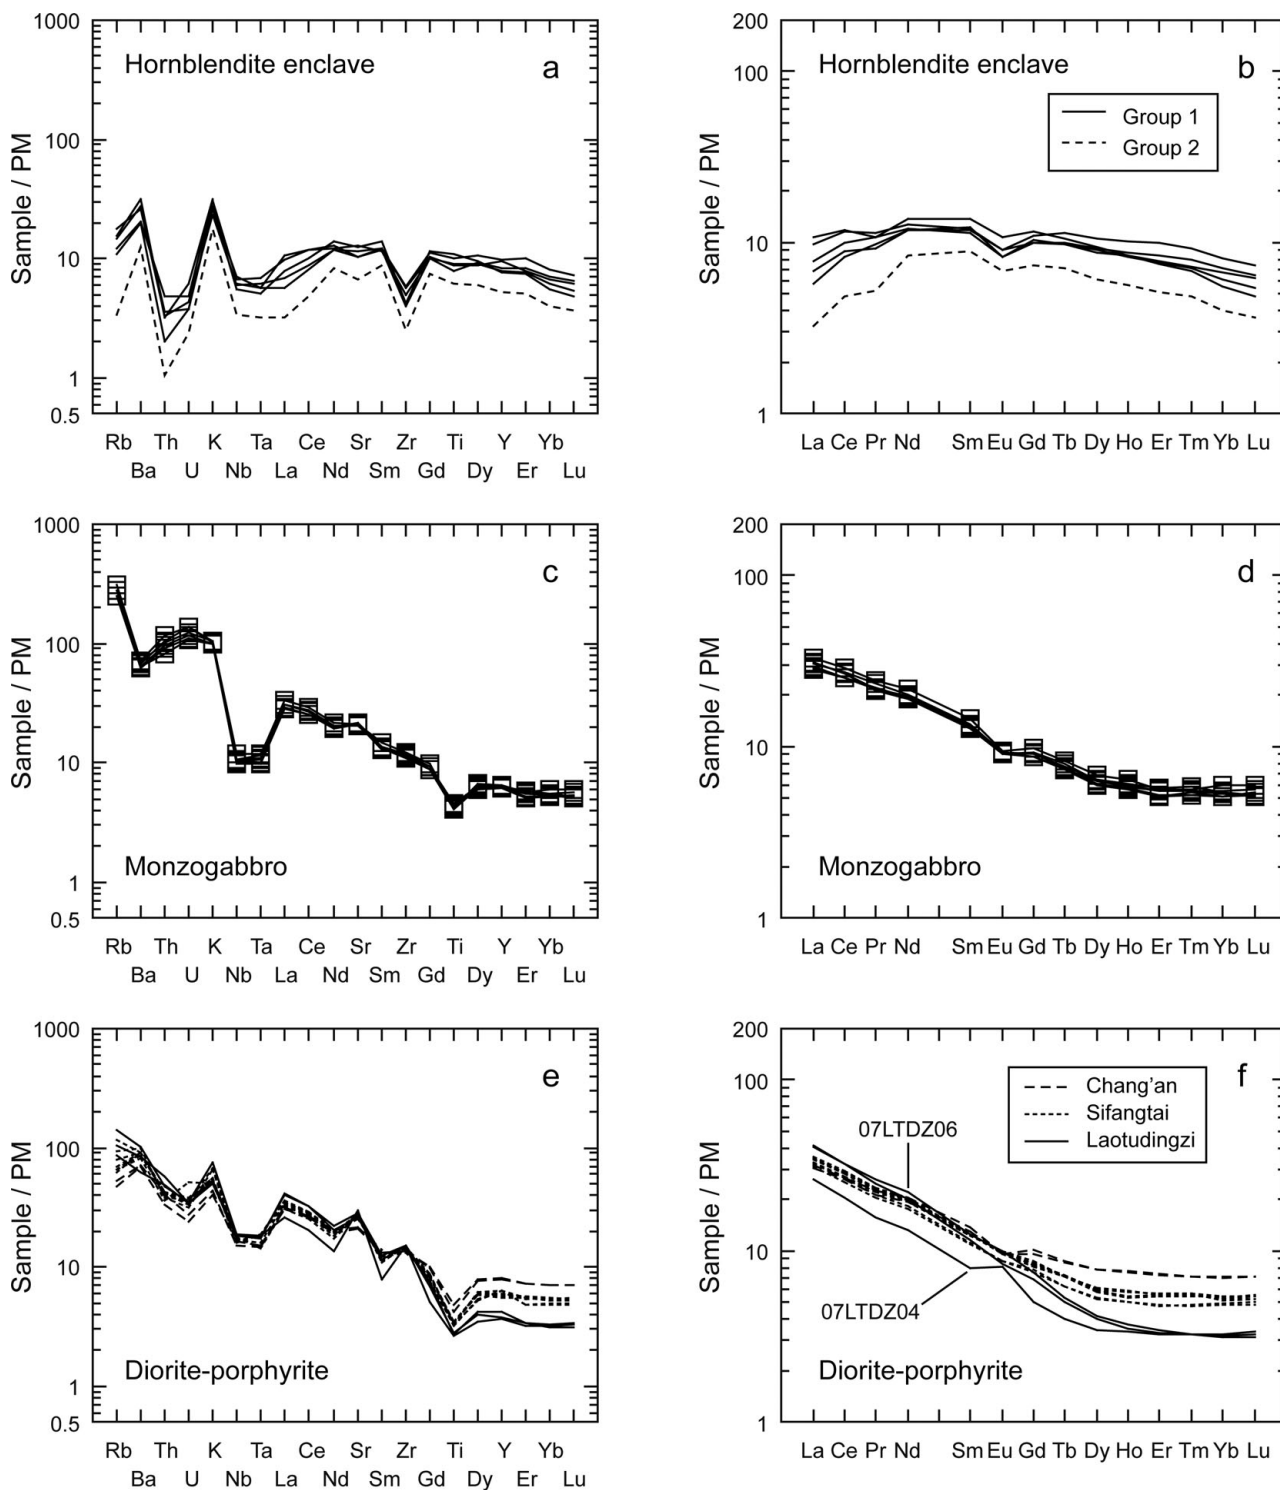 1000
100
10
1
0.5
Sample / PM
Hornblendite enclave
a
Rb Th K Ta Ce Sr Zr Ti Y Yb
Ba U Nb La Nd Sm Gd Dy Er Lu
200
100
10
1
Sample / PM
Hornblendite enclave
b
Group 1
Group 2
La Ce Pr Nd Sm Eu Gd Tb Dy Ho Er Tm Yb Lu
1000
100
10
1
0.5
Sample / PM
c
Monzogabbro
Rb Th K Ta Ce Sr Zr Ti Y Yb
Ba U Nb La Nd Sm Gd Dy Er Lu
200
100
10
1
Sample / PM
d
Monzogabbro
La Ce Pr Nd Sm Eu Gd Tb Dy Ho Er Tm Yb Lu
1000
100
10
1
0.5
Sample / PM
e
Diorite-porphyrite
Rb Th K Ta Ce Sr Zr Ti Y Yb
Ba U Nb La Nd Sm Gd Dy Er Lu
200
100
10
1
Sample / PM
f
Chang'an
Sifangtai
Laotudingzi
07LTDZ06
07LTDZ04
Diorite-porphyrite
La Ce Pr Nd Sm Eu Gd Tb Dy Ho Er Tm Yb Lu